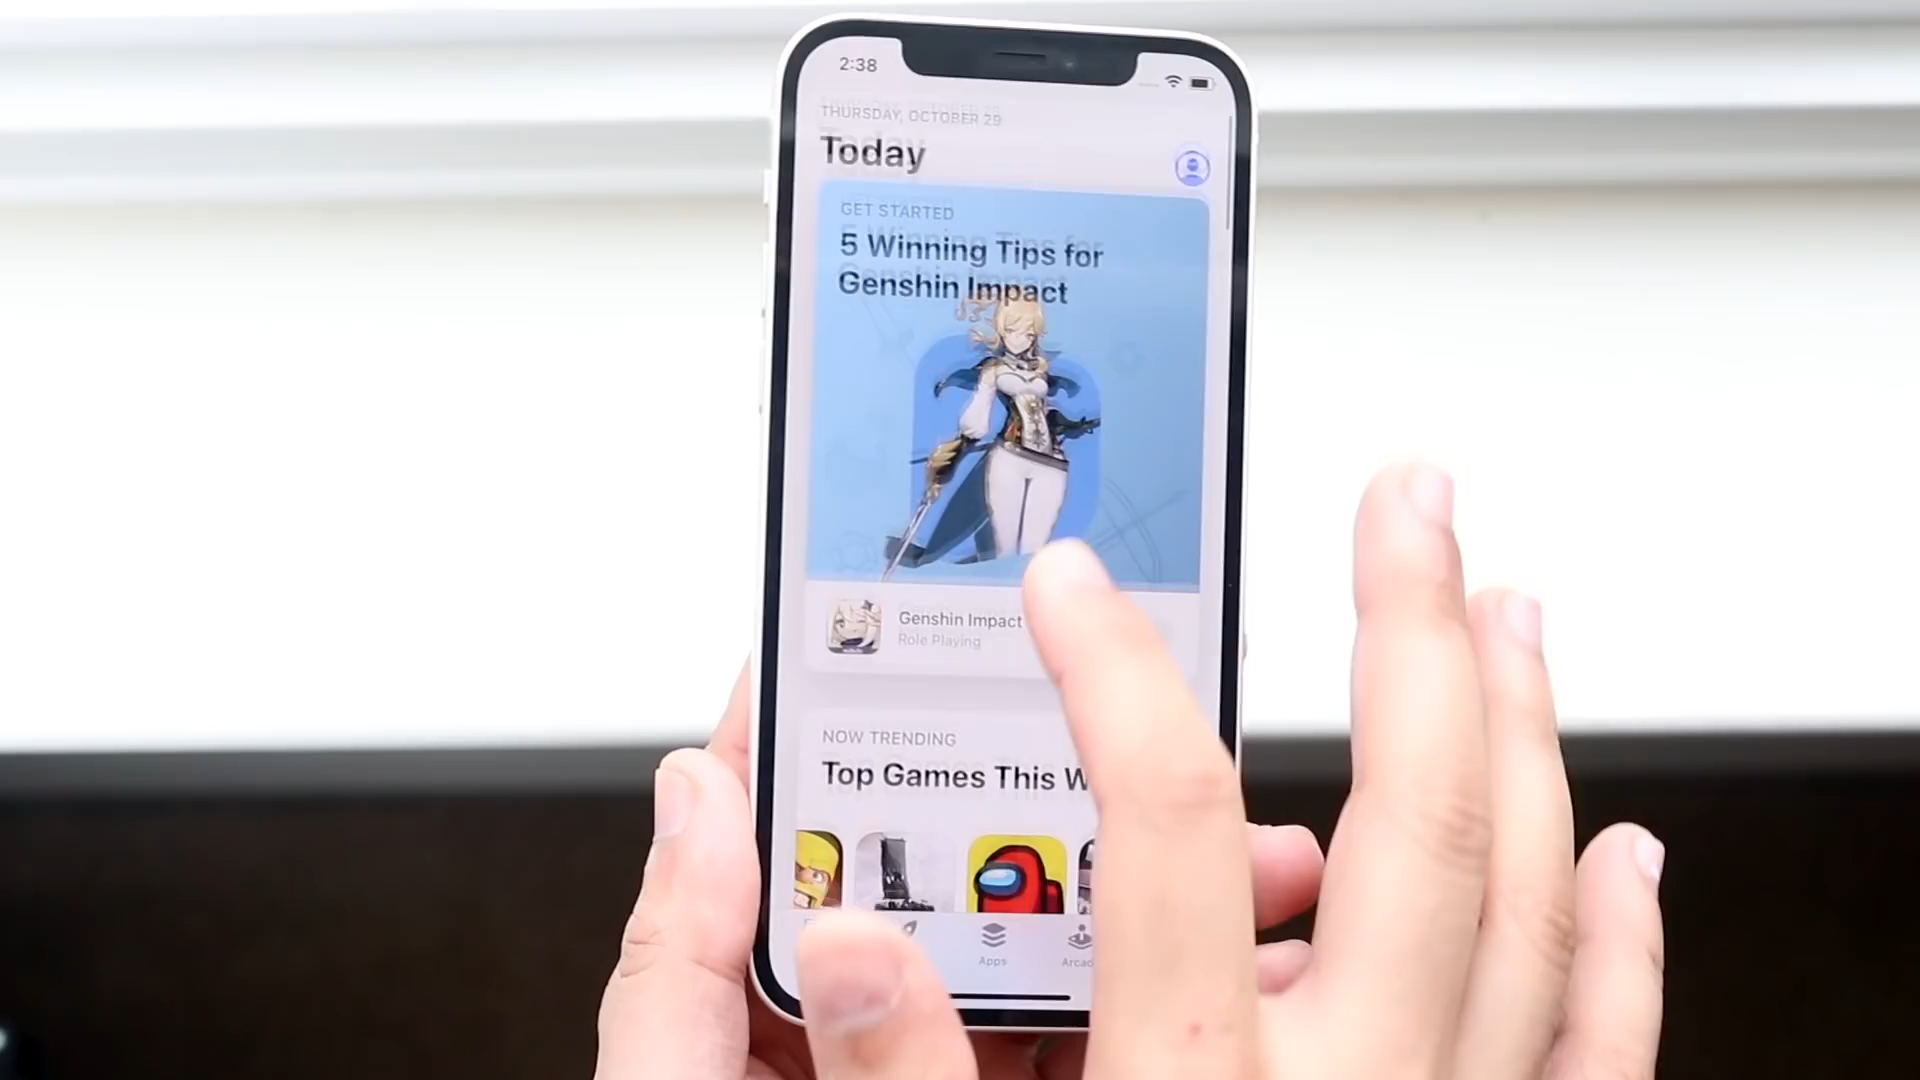 2:38
THURSDAY, OCTOBER 29
Today
GET STARTED
5 Winning Tips for
Genshin Impact
Genshin Impact
Role Playing
NOW TRENDING
Top Games This W
Apps
Arcad